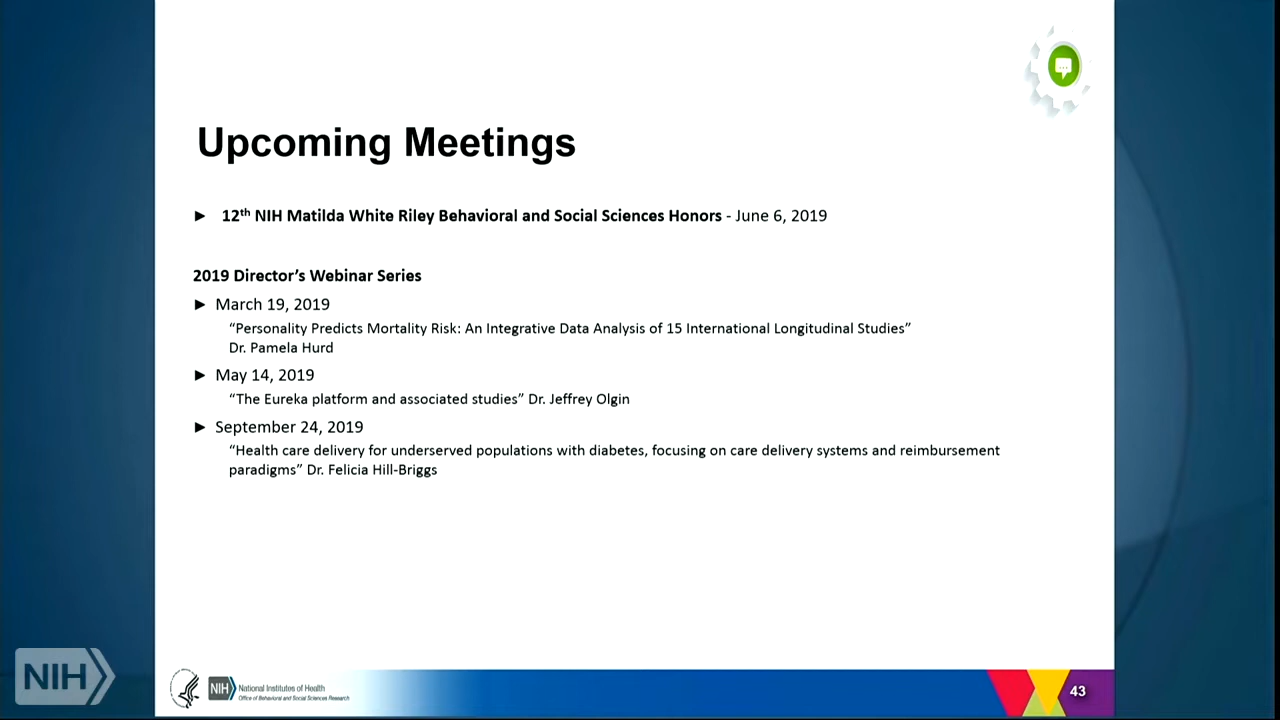 Upcoming Meetings
► 12th NIH Matilda White Riley Behavioral and Social Sciences Honors - June 6, 2019
2019 Director’s Webinar Series
► March 19, 2019
“Personality Predicts Mortality Risk: An Integrative Data Analysis of 15 International Longitudinal Studies”
Dr. Pamela Hurd
► May 14, 2019
“The Eureka platform and associated studies” Dr. Jeffrey Olgin
► September 24, 2019
“Health care delivery for underserved populations with diabetes, focusing on care delivery systems and reimbursement
paradigms” Dr. Felicia Hill-Briggs
NIH
NIH
National Institutes of Health
Office of Behavioral and Social Sciences Research
43